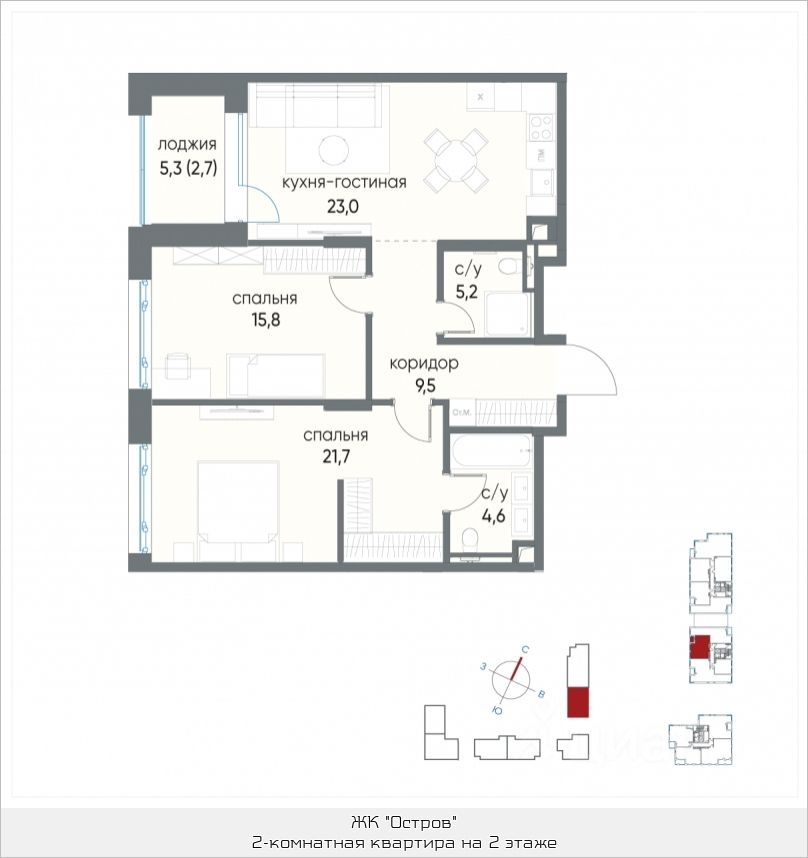 лоджия
5,3 (2,7)
кухня-гостиная
23,0
X
ПМ
с/у
5,2
спальня
15,8
коридор
9,5
Ст.М.
спальня
21,7
с/у
4,6
С
З
В
Ю
циан
ЖК "Остров"
2-комнатная квартира на 2 этаже